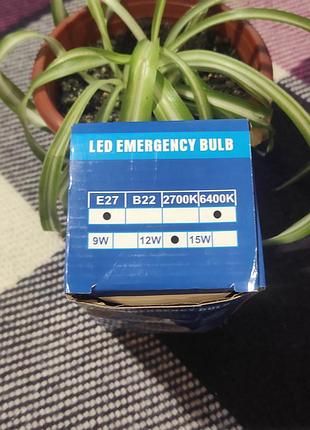 LED EMERGENCY BULB
E27 B22 2700K 6400K
9W 12W 15W